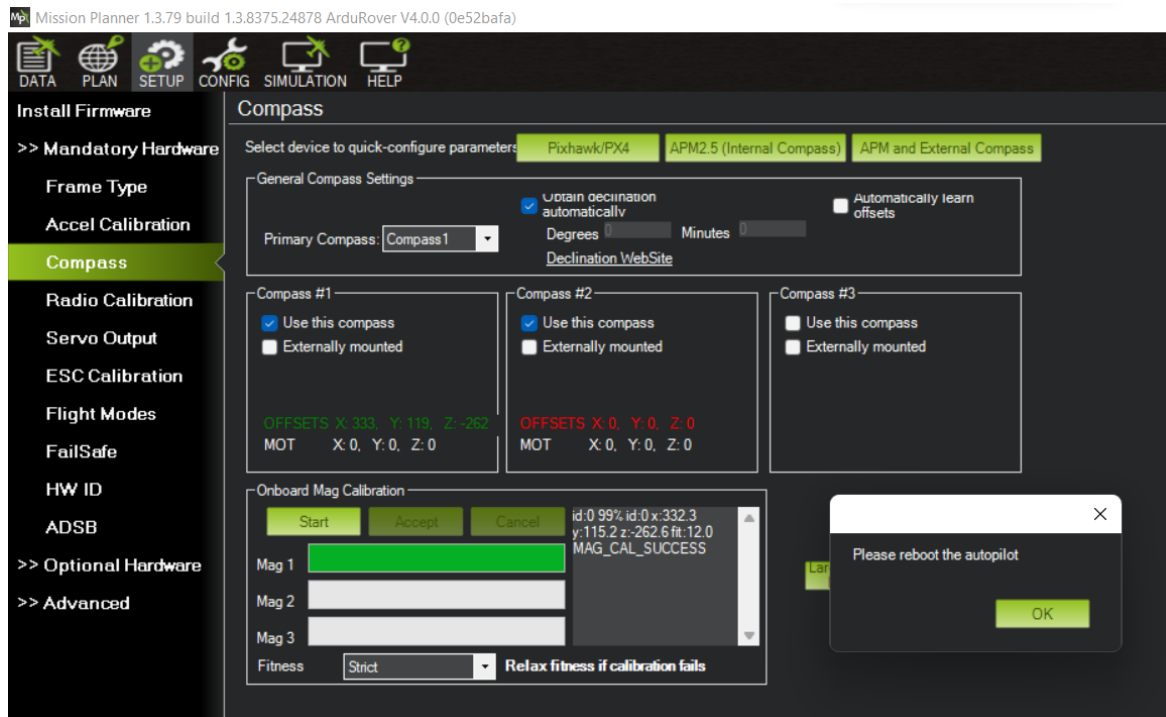 Mission Planner 1.3.79 build 1.3.8375.24878 ArduRover V4.0.0 (0e52bafa)
DATA PLAN SETUP CONFIG SIMULATION HELP
Install Firmware
>> Mandatory Hardware
Frame Type
Accel Calibration
Compass
Radio Calibration
Servo Output
ESC Calibration
Flight Modes
FailSafe
HW ID
ADSB
>> Optional Hardware
>> Advanced
Compass
Select device to quick-configure parameters
Pixhawk/PX4
APM2.5 (Internal Compass)
APM and External Compass
General Compass Settings
Primary Compass: Compass1
Obtain declination
automatically
Degrees 0 Minutes 0
Declination WebSite
Automatically learn
offsets
Compass #1
Use this compass
Externally mounted
OFFSETS X: 333, Y: 119, Z: -262
MOT X: 0, Y: 0, Z: 0
Compass #2
Use this compass
Externally mounted
OFFSETS X: 0, Y: 0, Z: 0
MOT X: 0, Y: 0, Z: 0
Compass #3
Use this compass
Externally mounted
Onboard Mag Calibration
Start Accept Cancel
Mag 1
Mag 2
Mag 3
id:0 99% id:0 x:332.3
y:115.2 z:-262.6 fit:12.0
MAG_CAL_SUCCESS
Fitness Strict Relax fitness if calibration fails
Please reboot the autopilot
OK